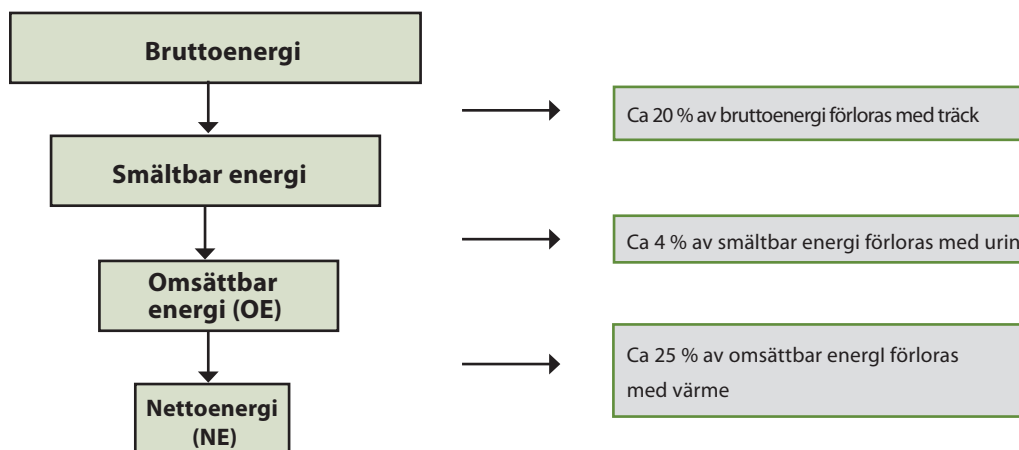 Bruttoenergi
Ca 20 % av bruttoenergi förloras med träck
Smältbar energi
Ca 4 % av smältbar energi förloras med urin
Omsättbar
energi (OE)
Ca 25 % av omsättbar energl förloras
med värme
Nettoenergi
(NE)